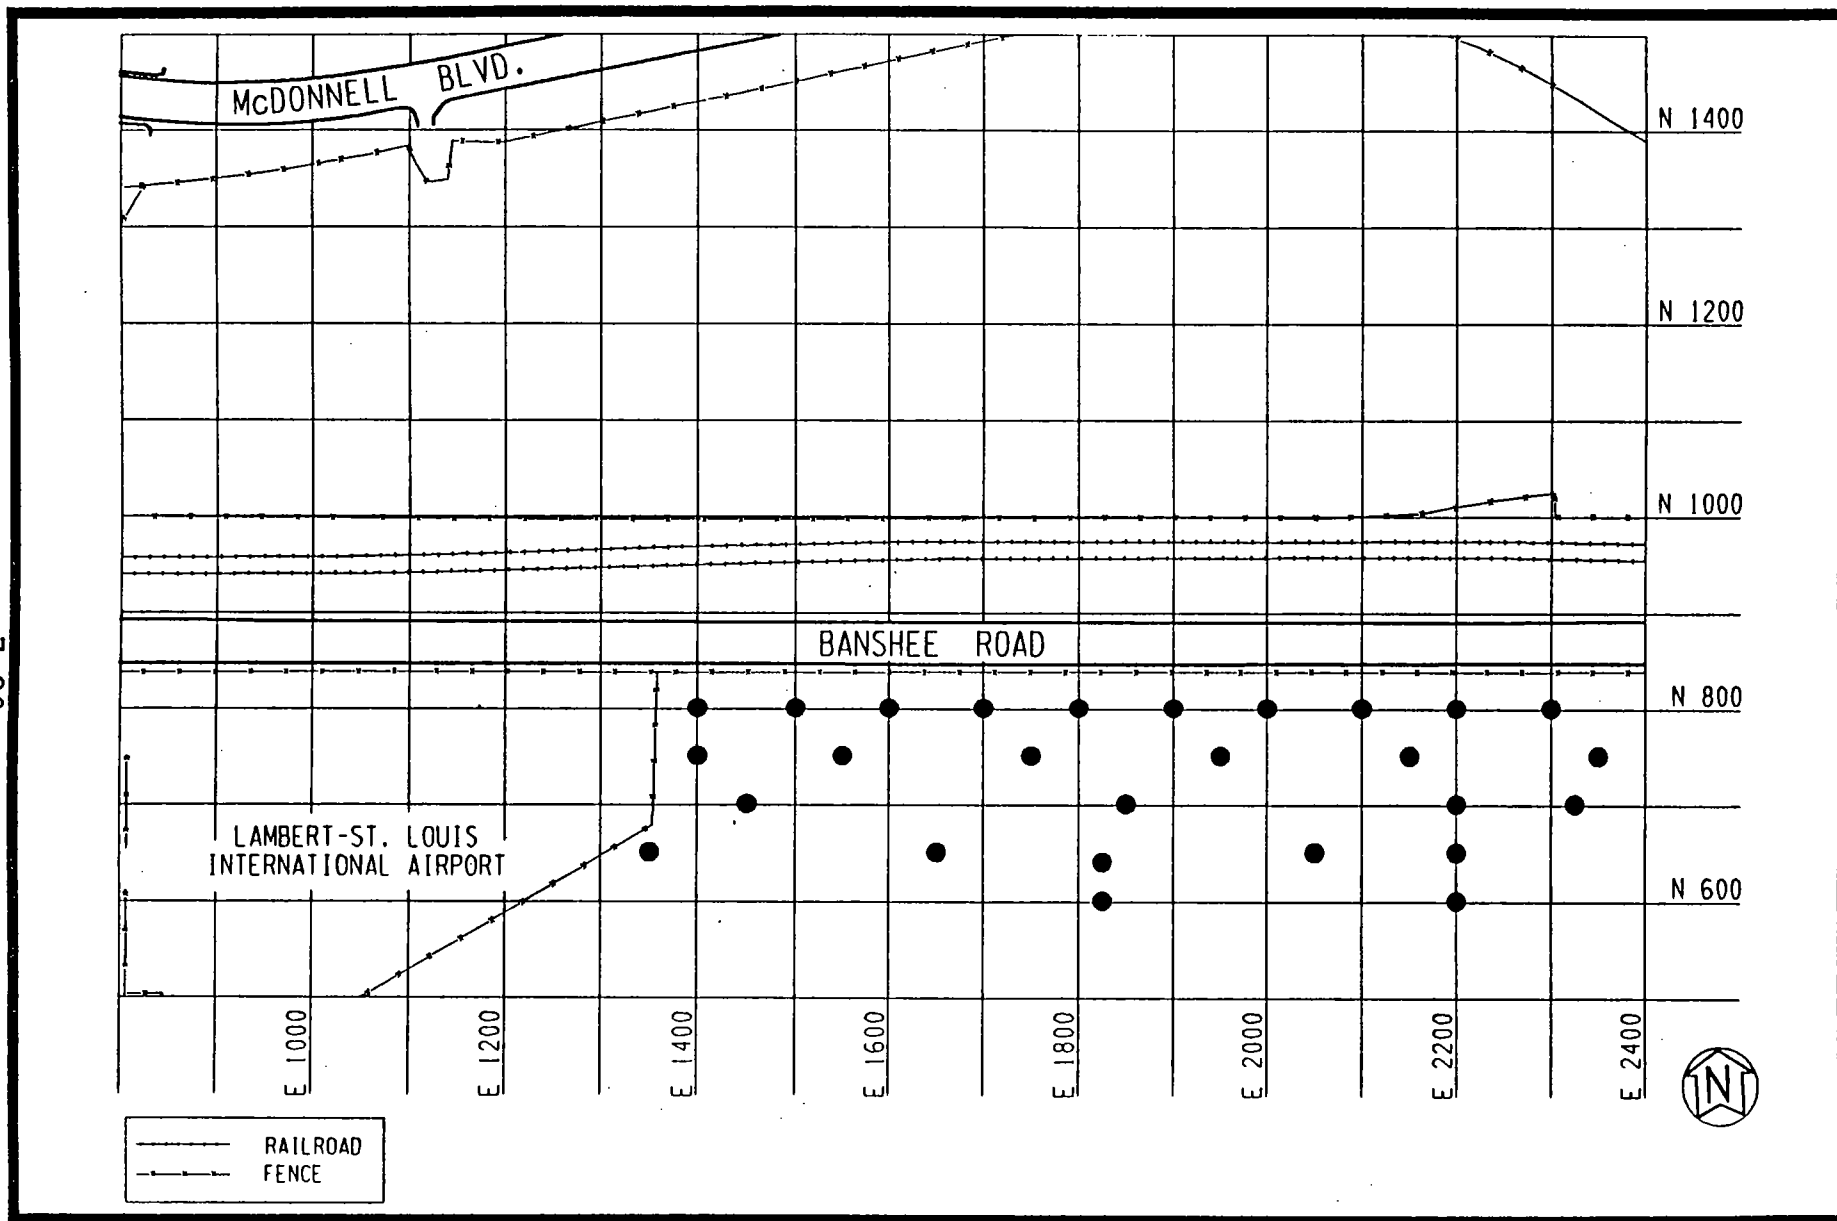 McDONNELL BLVD.
N 1400
N 1200
N 1000
BANSHEE ROAD
N 800
LAMBERT-ST. LOUIS
INTERNATIONAL AIRPORT
N 600
E 1000
E 1200
E 1400
E 1600
E 1800
E 2000
E 2200
E 2400
N
RAILROAD
FENCE